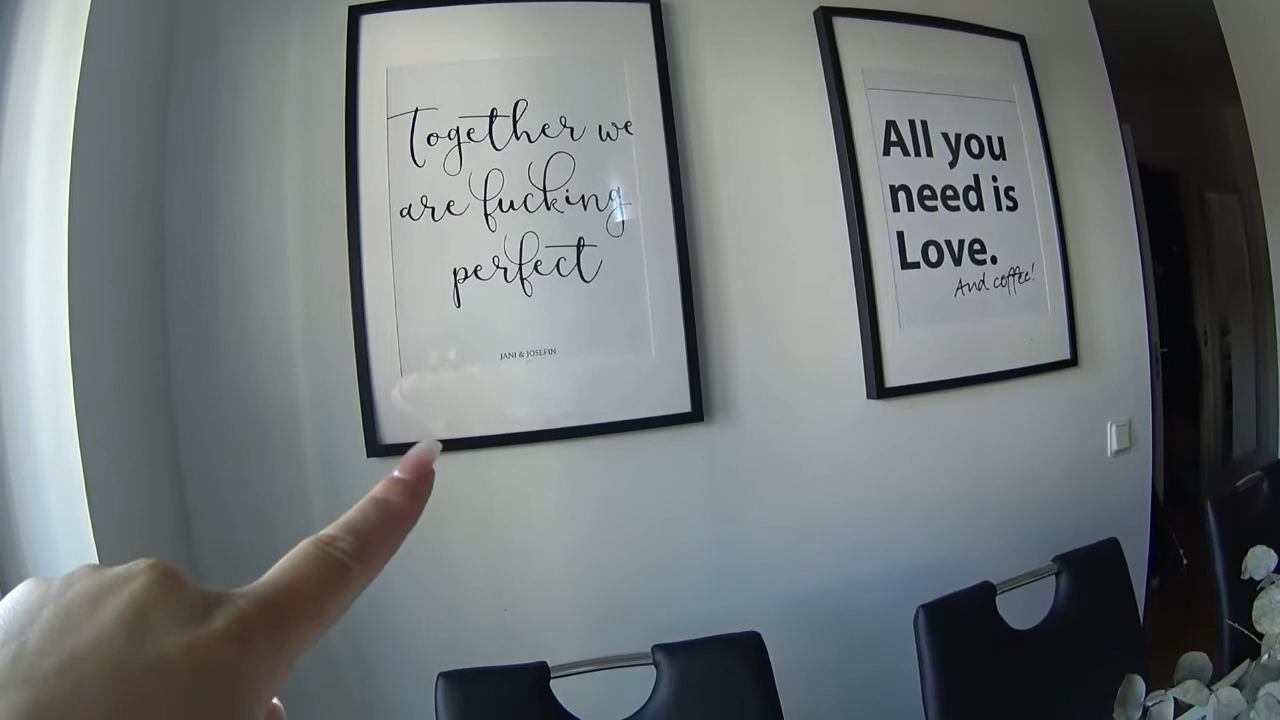 Together we
are fucking
perfect
JANI & JOSEFIN
All you
need is
Love.
And coffee!